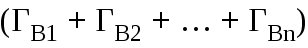 (Γ_B1 + Γ_B2 + … + Γ_Bn)